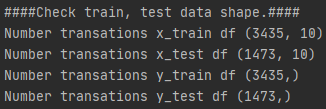 ####Check train, test data shape.####
Number transations x_train df (3435, 10)
Number transations x_test df (1473, 10)
Number transations y_train df (3435,)
Number transations y_test df (1473,)